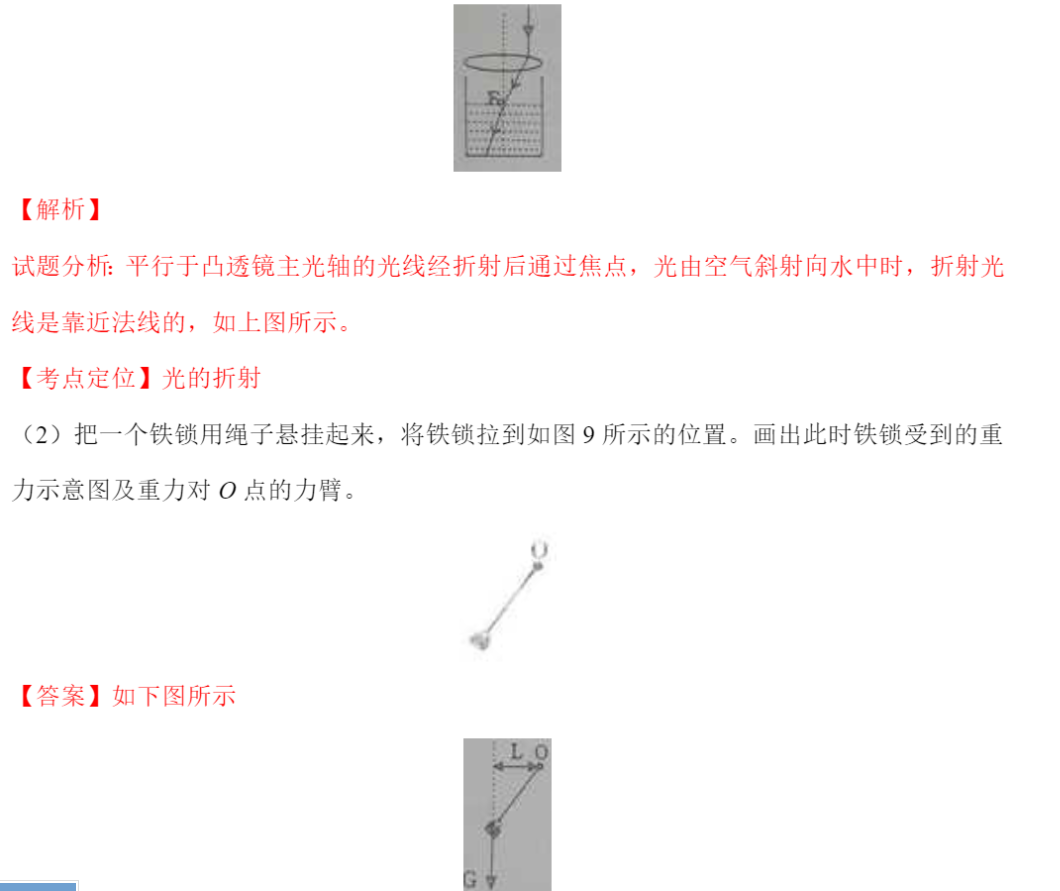 F
【解析】
试题分析:平行于凸透镜主光轴的光线经折射后通过焦点，光由空气斜射向水中时，折射光
线是靠近法线的，如上图所示。
【考点定位】光的折射
（2）把一个铁锁用绳子悬挂起来，将铁锁拉到如图 9 所示的位置。画出此时铁锁受到的重
力示意图及重力对 O 点的力臂。
O
【答案】如下图所示
L O
G